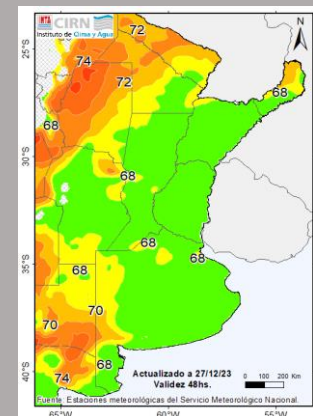 INTA CIRN
Instituto de Clima y Agua
N
72
74
72
68
68
68
68
68
68
70
70
74
68
25°S
30°S
35°S
40°S
65°W
60°W
55°W
Actualizado a 27/12/23
Validez 48hs.
0 100 200 Km
Fuente: Estaciones meteorológicas del Servicio Meteorológico Nacional.